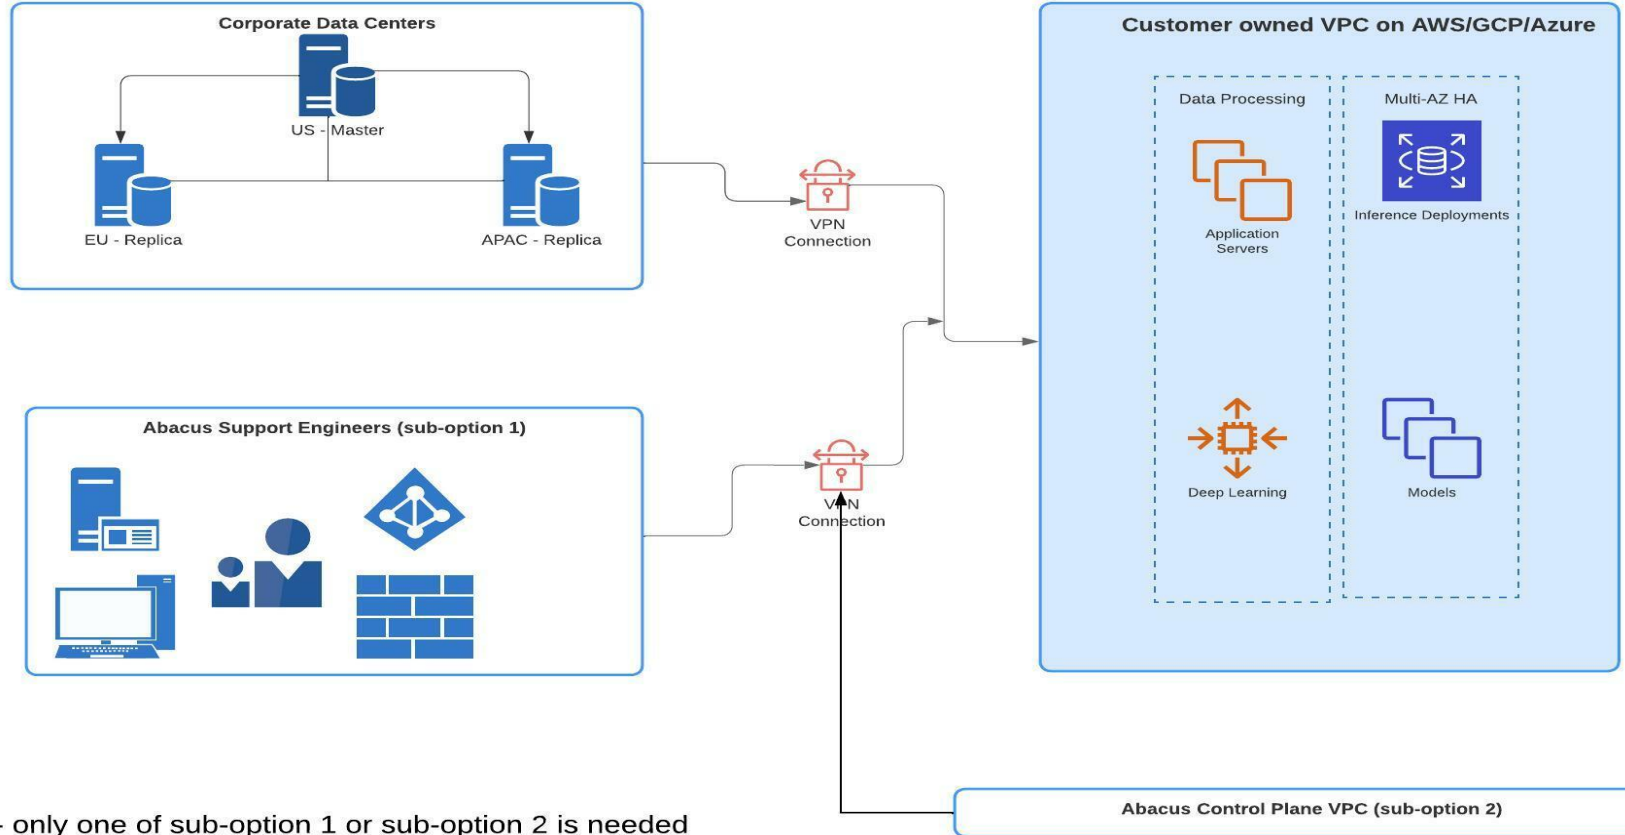 Corporate Data Centers
US - Master
EU - Replica
APAC - Replica
VPN
Connection
Customer owned VPC on AWS/GCP/Azure
Data Processing
Multi-AZ HA
Application
Servers
Inference Deployments
Deep Learning
Models
Abacus Support Engineers (sub-option 1)
VPN
Connection
Abacus Control Plane VPC (sub-option 2)
- only one of sub-option 1 or sub-option 2 is needed